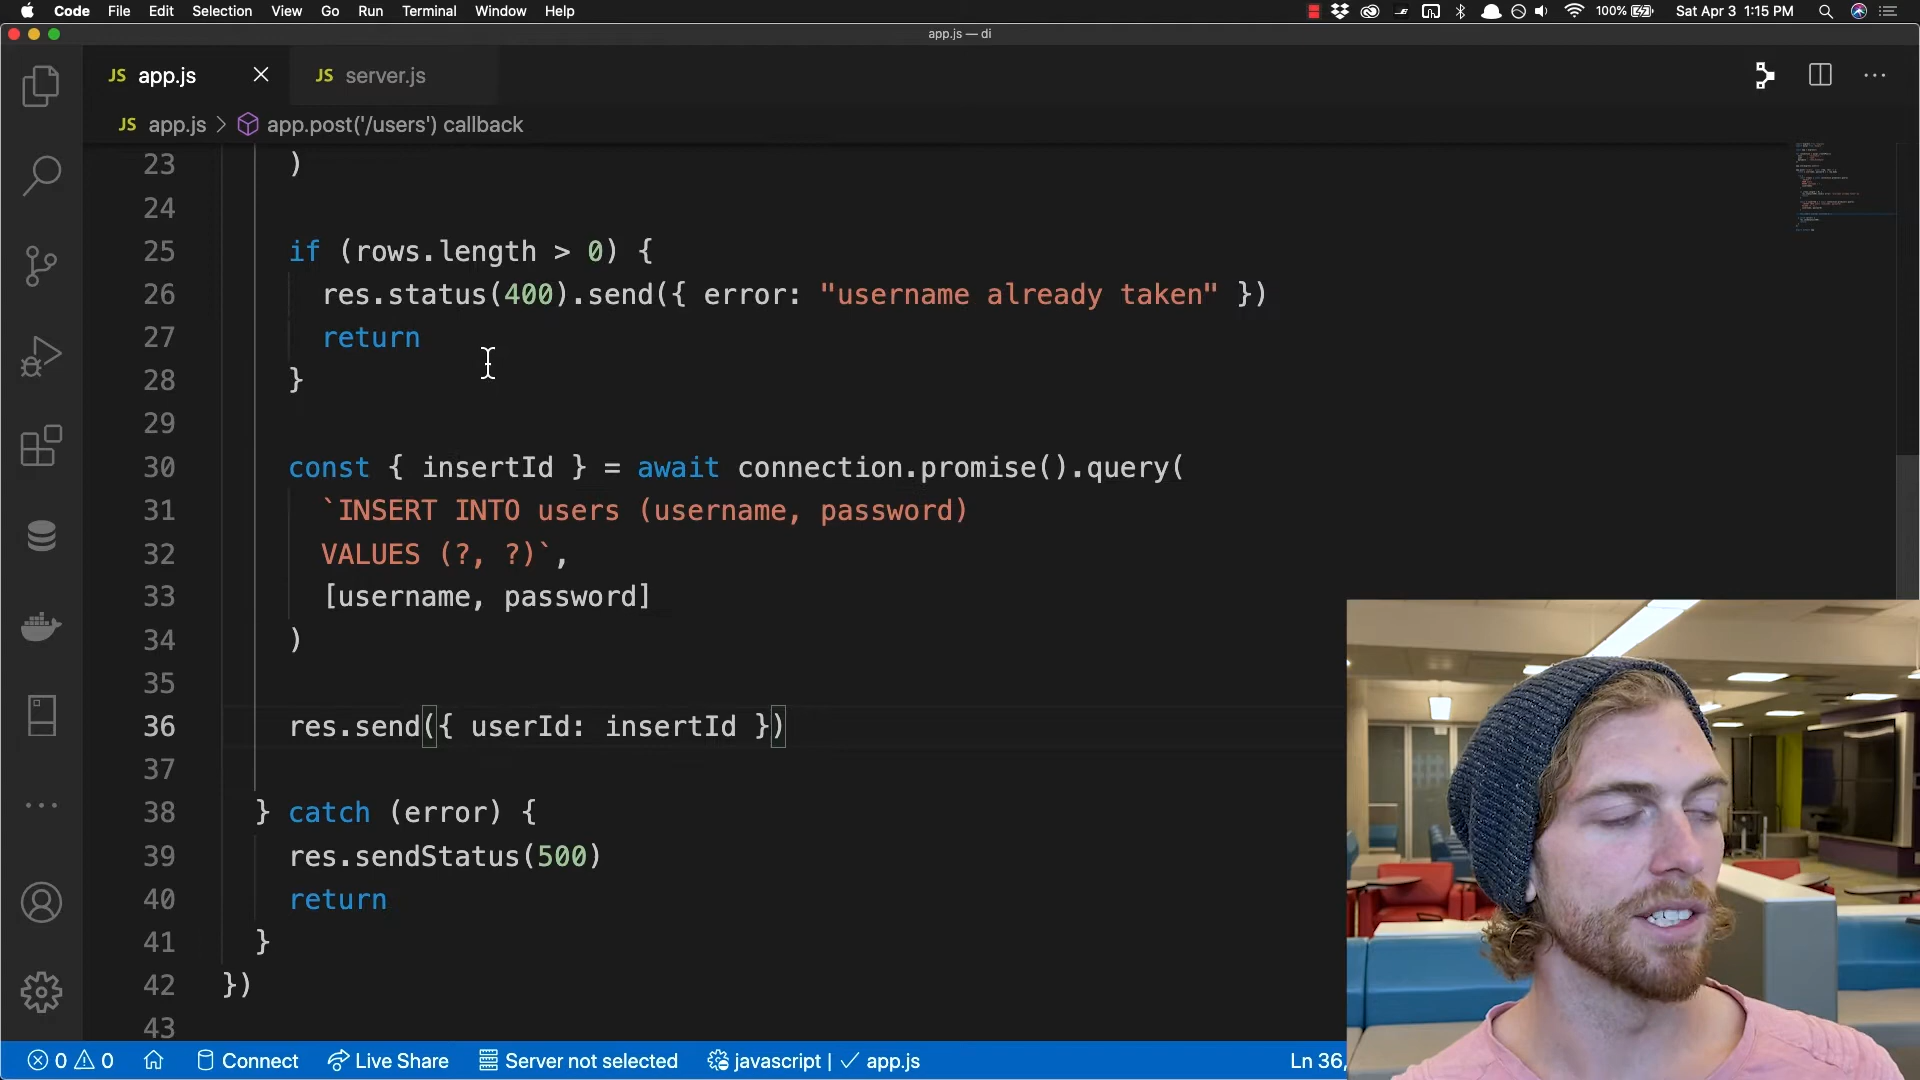 Code File Edit Selection View Go Run Terminal Window Help 100% Sat Apr 3 1:15 PM
app.js — di
JS app.js JS server.js
JS app.js > app.post('/users') callback
23 )
24
25 if (rows.length > 0) {
26 res.status(400).send({ error: "username already taken" })
27 return
28 }
29
30 const { insertId } = await connection.promise().query(
31 `INSERT INTO users (username, password)
32 VALUES (?, ?)`,
33 [username, password]
34 )
35
36 res.send({ userId: insertId })
37
38 } catch (error) {
39 res.sendStatus(500)
40 return
41 }
42 })
43
0 0 Connect Live Share Server not selected javascript | ✓ app.js Ln 36,